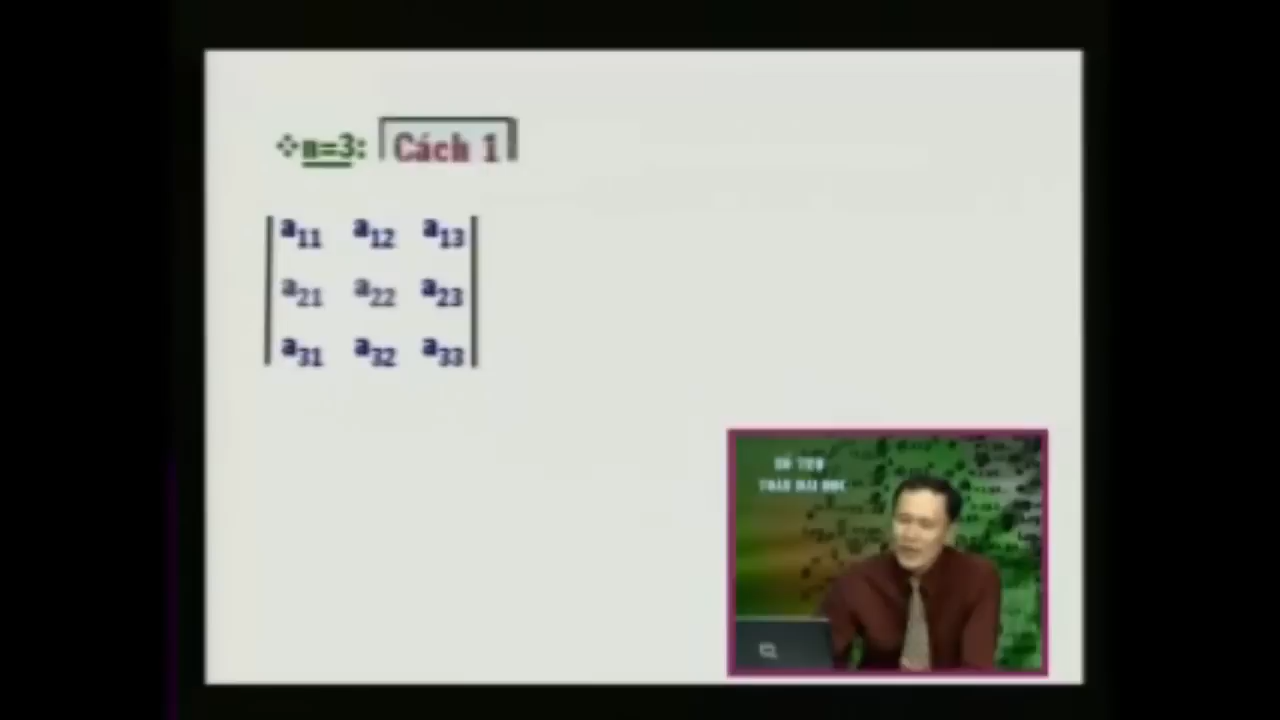 ❖n=3: Cách 1
a11 a12 a13
a21 a22 a23
a31 a32 a33